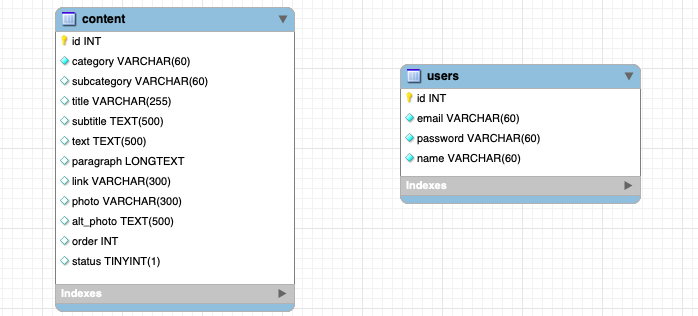 content
id INT
category VARCHAR(60)
subcategory VARCHAR(60)
title VARCHAR(255)
subtitle TEXT(500)
text TEXT(500)
paragraph LONGTEXT
link VARCHAR(300)
photo VARCHAR(300)
alt_photo TEXT(500)
order INT
status TINYINT(1)
Indexes
users
id INT
email VARCHAR(60)
password VARCHAR(60)
name VARCHAR(60)
Indexes